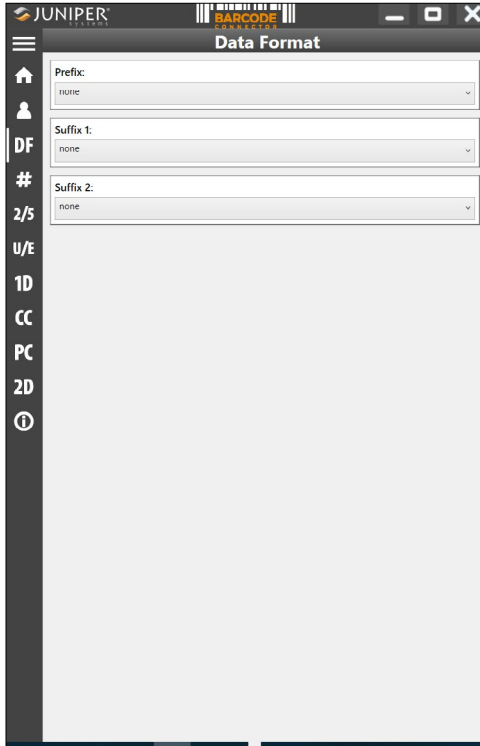 JUNIPER®
systems
BARCODE
CONNECTOR
Data Format
Prefix:
none
Suffix 1:
none
Suffix 2:
none
DF
#
2/5
U/E
1D
CC
PC
2D